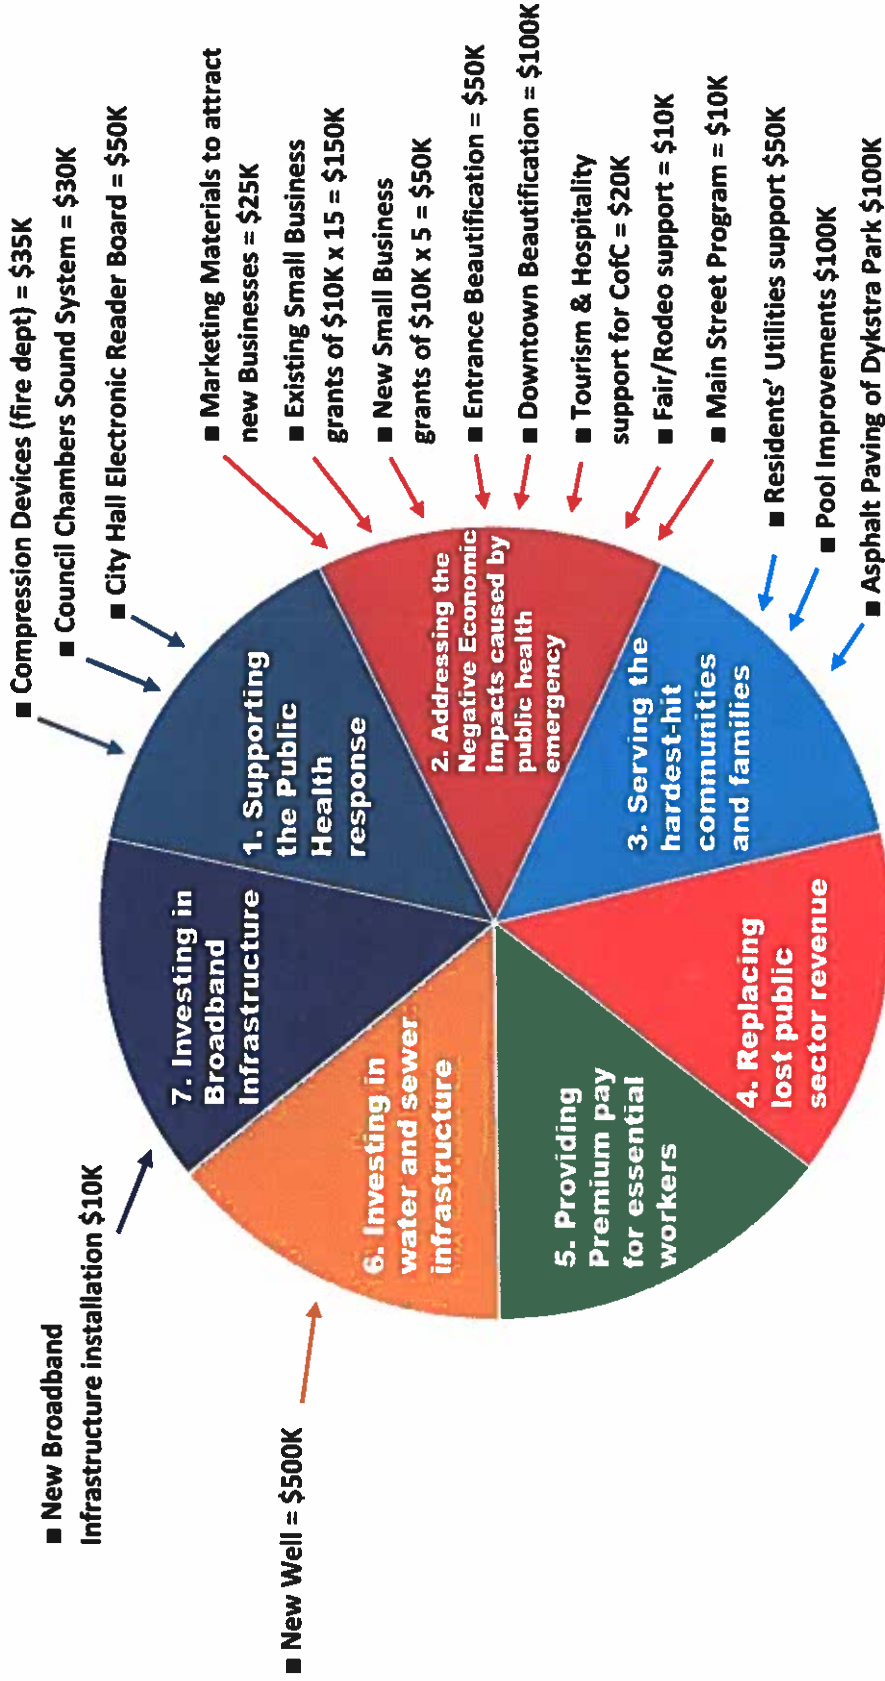 ■ Compression Devices (fire dept) = $35K
■ Council Chambers Sound System = $30K
■ City Hall Electronic Reader Board = $50K
■ Marketing Materials to attract
new Businesses = $25K
■ Existing Small Business
grants of $10K x 15 = $150K
■ New Small Business
grants of $10K x 5 = $50K
■ Entrance Beautification = $50K
■ Downtown Beautification = $100K
■ Tourism & Hospitality
support for CofC = $20K
■ Fair/Rodeo support = $10K
■ Main Street Program = $10K
■ Residents' Utilities support $50K
■ Pool Improvements $100K
■ Asphalt Paving of Dykstra Park $100K
■ New Broadband
Infrastructure installation $10K
■ New Well = $500K
1. Supporting
the Public
Health
response
2. Addressing the
Negative Economic
Impacts caused by
public health
emergency
3. Serving the
hardest-hit
communities
and families
4. Replacing
lost public
sector revenue
5. Providing
Premium pay
for essential
workers
6. Investing in
water and sewer
infrastructure
7. Investing in
Broadband
Infrastructure